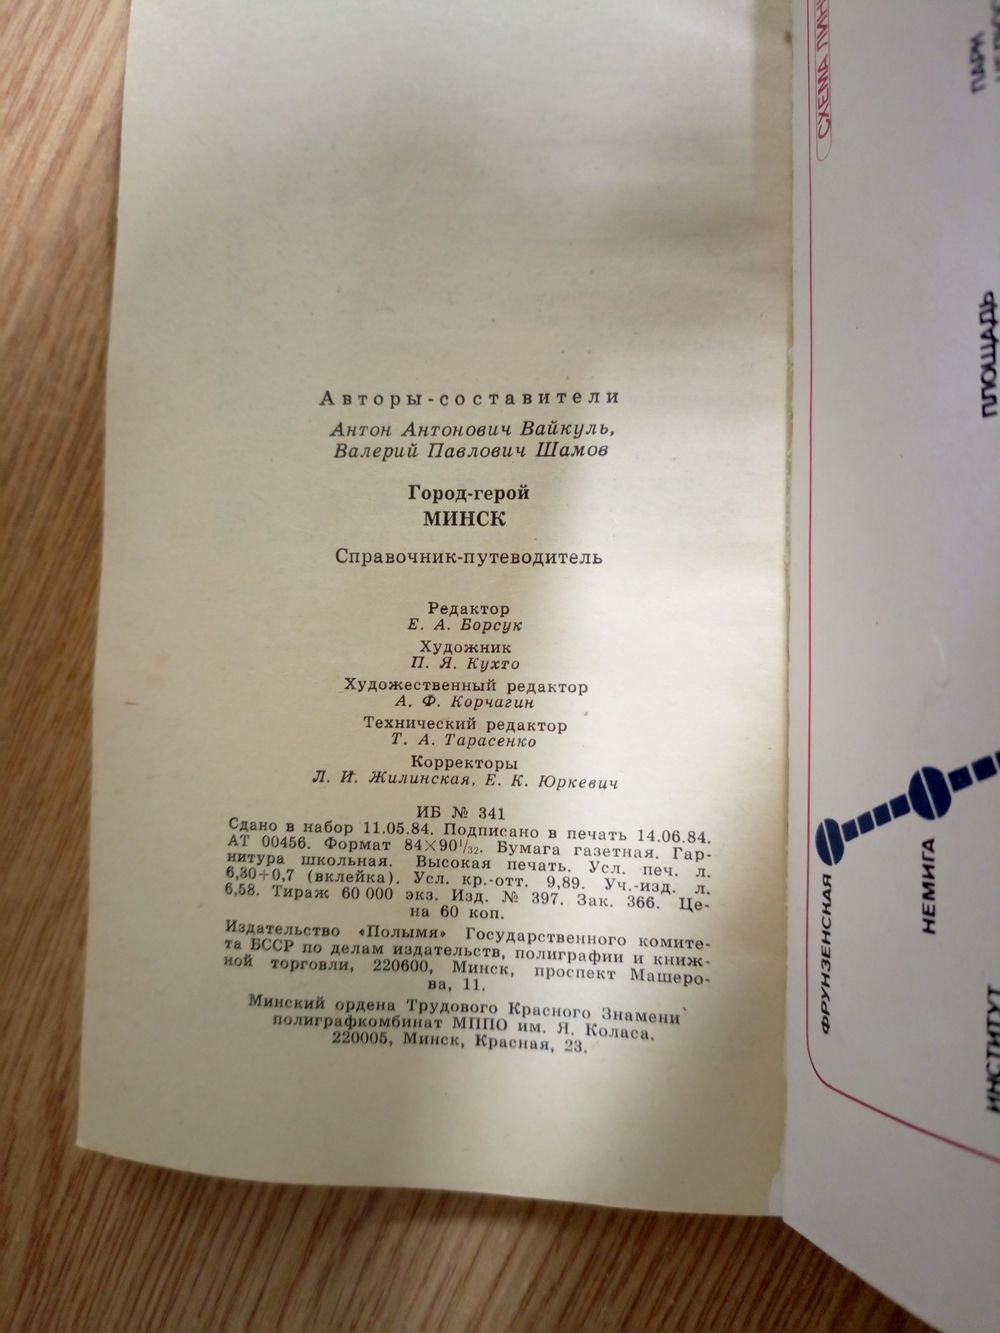 Авторы-составители
Антон Антонович Вайкуль,
Валерий Павлович Шамов
Город-герой
МИНСК
Справочник-путеводитель
Редактор
Е. А. Борсук
Художник
П. Я. Кухто
Художественный редактор
А. Ф. Корчагин
Технический редактор
Т. А. Тарасенко
Корректоры
Л. И. Жилинская, Е. К. Юркевич
ИБ № 341
Сдано в набор 11.05.84. Подписано в печать 14.06.84.
АТ 00456. Формат 84×90¹/₃₂. Бумага газетная. Гар-
нитура школьная. Высокая печать. Усл. печ. л.
6,30+0,7 (вклейка). Усл. кр.-отт. 9,89. Уч.-изд. л.
6,58. Тираж 60 000 экз. Изд. № 397. Зак. 366. Це-
на 60 коп.
Издательство «Полымя» Государственного комите-
та БССР по делам издательств, полиграфии и книж-
ной торговли, 220600, Минск, проспект Машеро-
ва, 11.
Минский ордена Трудового Красного Знамени
полиграфкомбинат МППО им. Я. Коласа.
220005, Минск, Красная, 23.
СХЕМА
ПАРК
ПЛОЩАДЬ
ФРУНЗЕНСКАЯ
НЕМИГА
ИНСТИТУТ